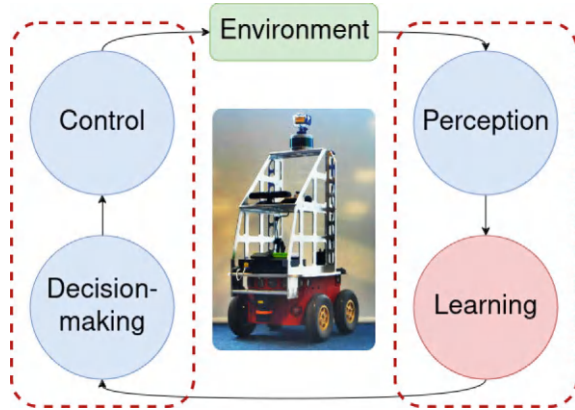 Environment
Control
Perception
Decision-
making
Learning